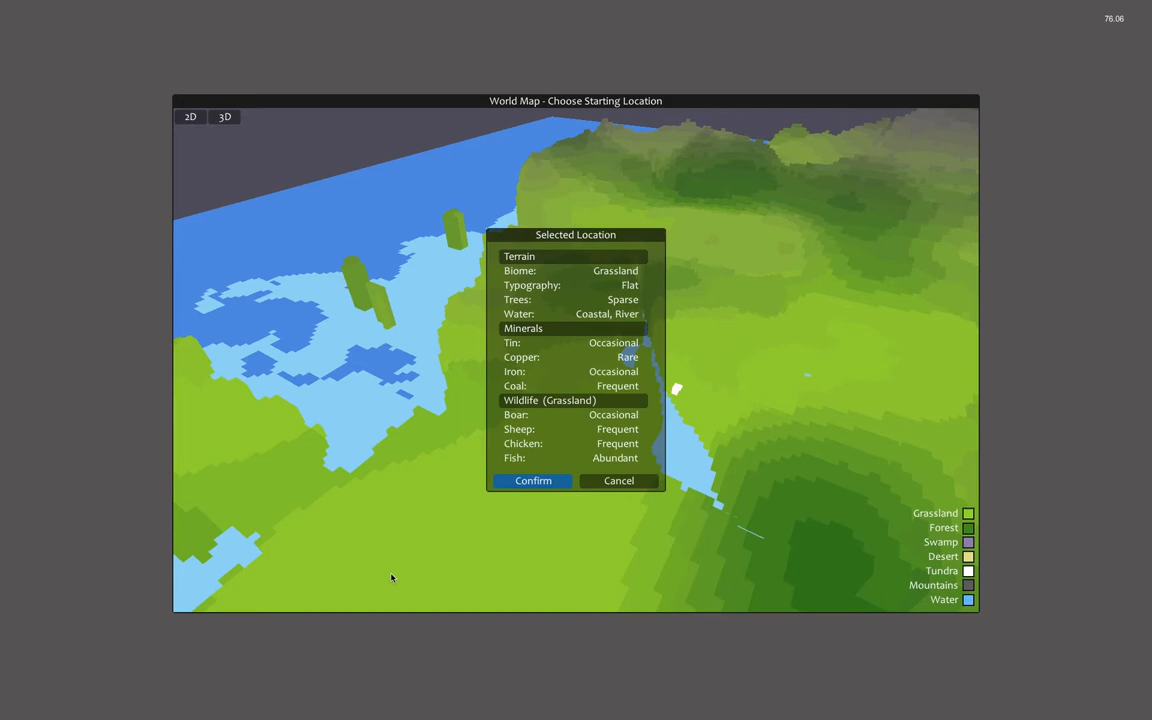 76.06
World Map - Choose Starting Location
2D 3D
Selected Location
Terrain
Biome: Grassland
Typography: Flat
Trees: Sparse
Water: Coastal, River
Minerals
Tin: Occasional
Copper: Rare
Iron: Occasional
Coal: Frequent
Wildlife (Grassland)
Boar: Occasional
Sheep: Frequent
Chicken: Frequent
Fish: Abundant
Confirm Cancel
Grassland
Forest
Swamp
Desert
Tundra
Mountains
Water